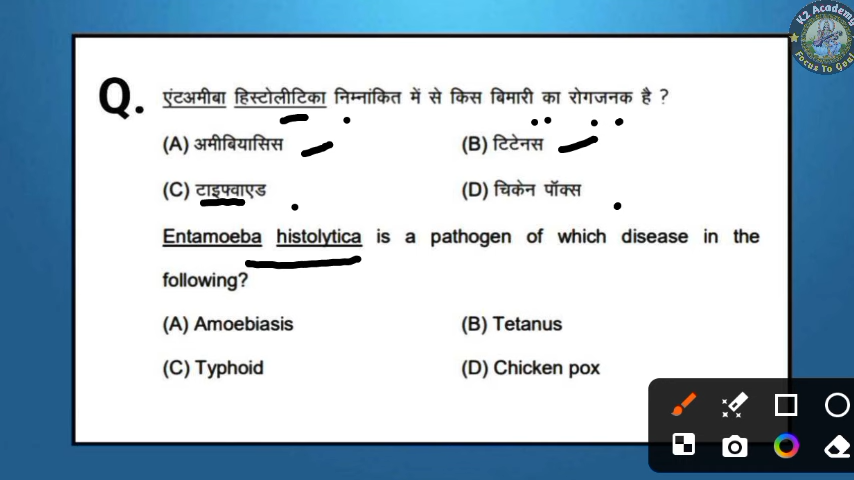 K2 Academy
Focus To Goal
Q. एंटअमीबा हिस्टोलीटिका निम्नांकित में से किस बिमारी का रोगजनक है ?
(A) अमीबियासिस (B) टिटेनस
(C) टाइफ्वाएड (D) चिकेन पॉक्स
Entamoeba histolytica is a pathogen of which disease in the
following?
(A) Amoebiasis (B) Tetanus
(C) Typhoid (D) Chicken pox